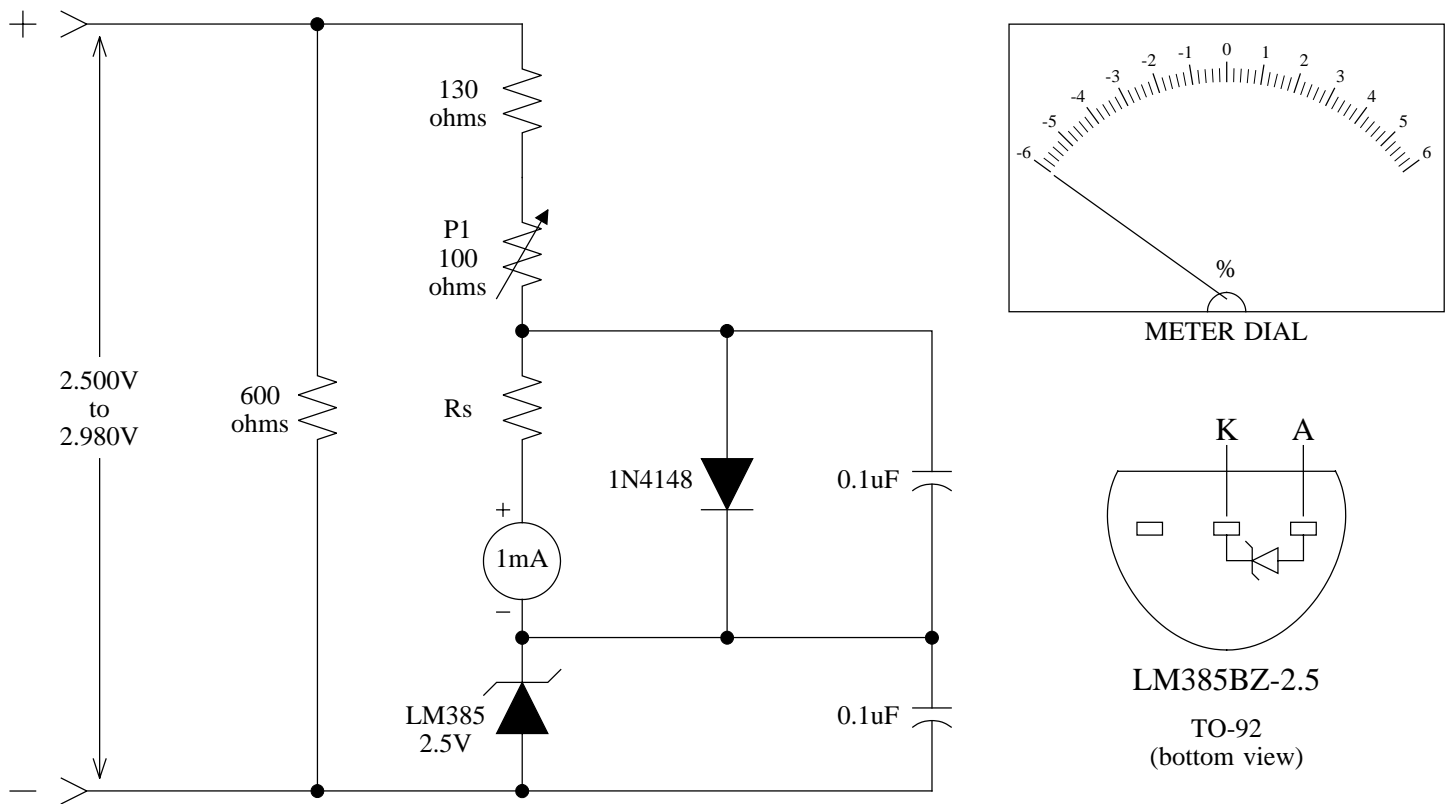 +
2.500V
to
2.980V
−
600
ohms
130
ohms
P1
100
ohms
Rs
+
1mA
−
LM385
2.5V
1N4148
0.1uF
0.1uF
-6
-5
-4
-3
-2
-1
0
1
2
3
4
5
6
%
METER DIAL
K A
LM385BZ-2.5
TO-92
(bottom view)